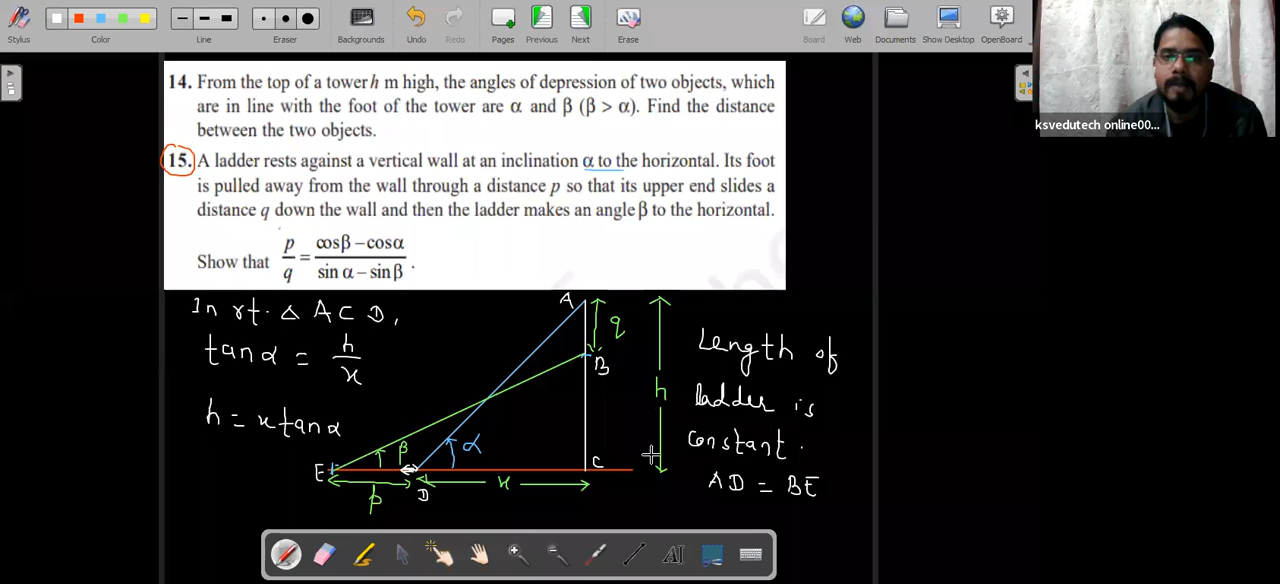 Stylus
Color
Line
Eraser
Backgrounds
Undo
Redo
Pages
Previous
Next
Erase
Board
Web
Documents
Show Desktop
OpenBoard
ksvedutech online00...
14. From the top of a tower h m high, the angles of depression of two objects, which
are in line with the foot of the tower are α and β (β > α). Find the distance
between the two objects.
15. A ladder rests against a vertical wall at an inclination α to the horizontal. Its foot
is pulled away from the wall through a distance p so that its upper end slides a
distance q down the wall and then the ladder makes an angle β to the horizontal.
Show that p/q = (cosβ – cosα)/(sin α – sin β).
In rt. △ ACD,
tanα = h/x
h = x tanα
A
q
B
h
α
β
E
C
D
p
x
Length of
ladder is
constant.
AD = BE
AI